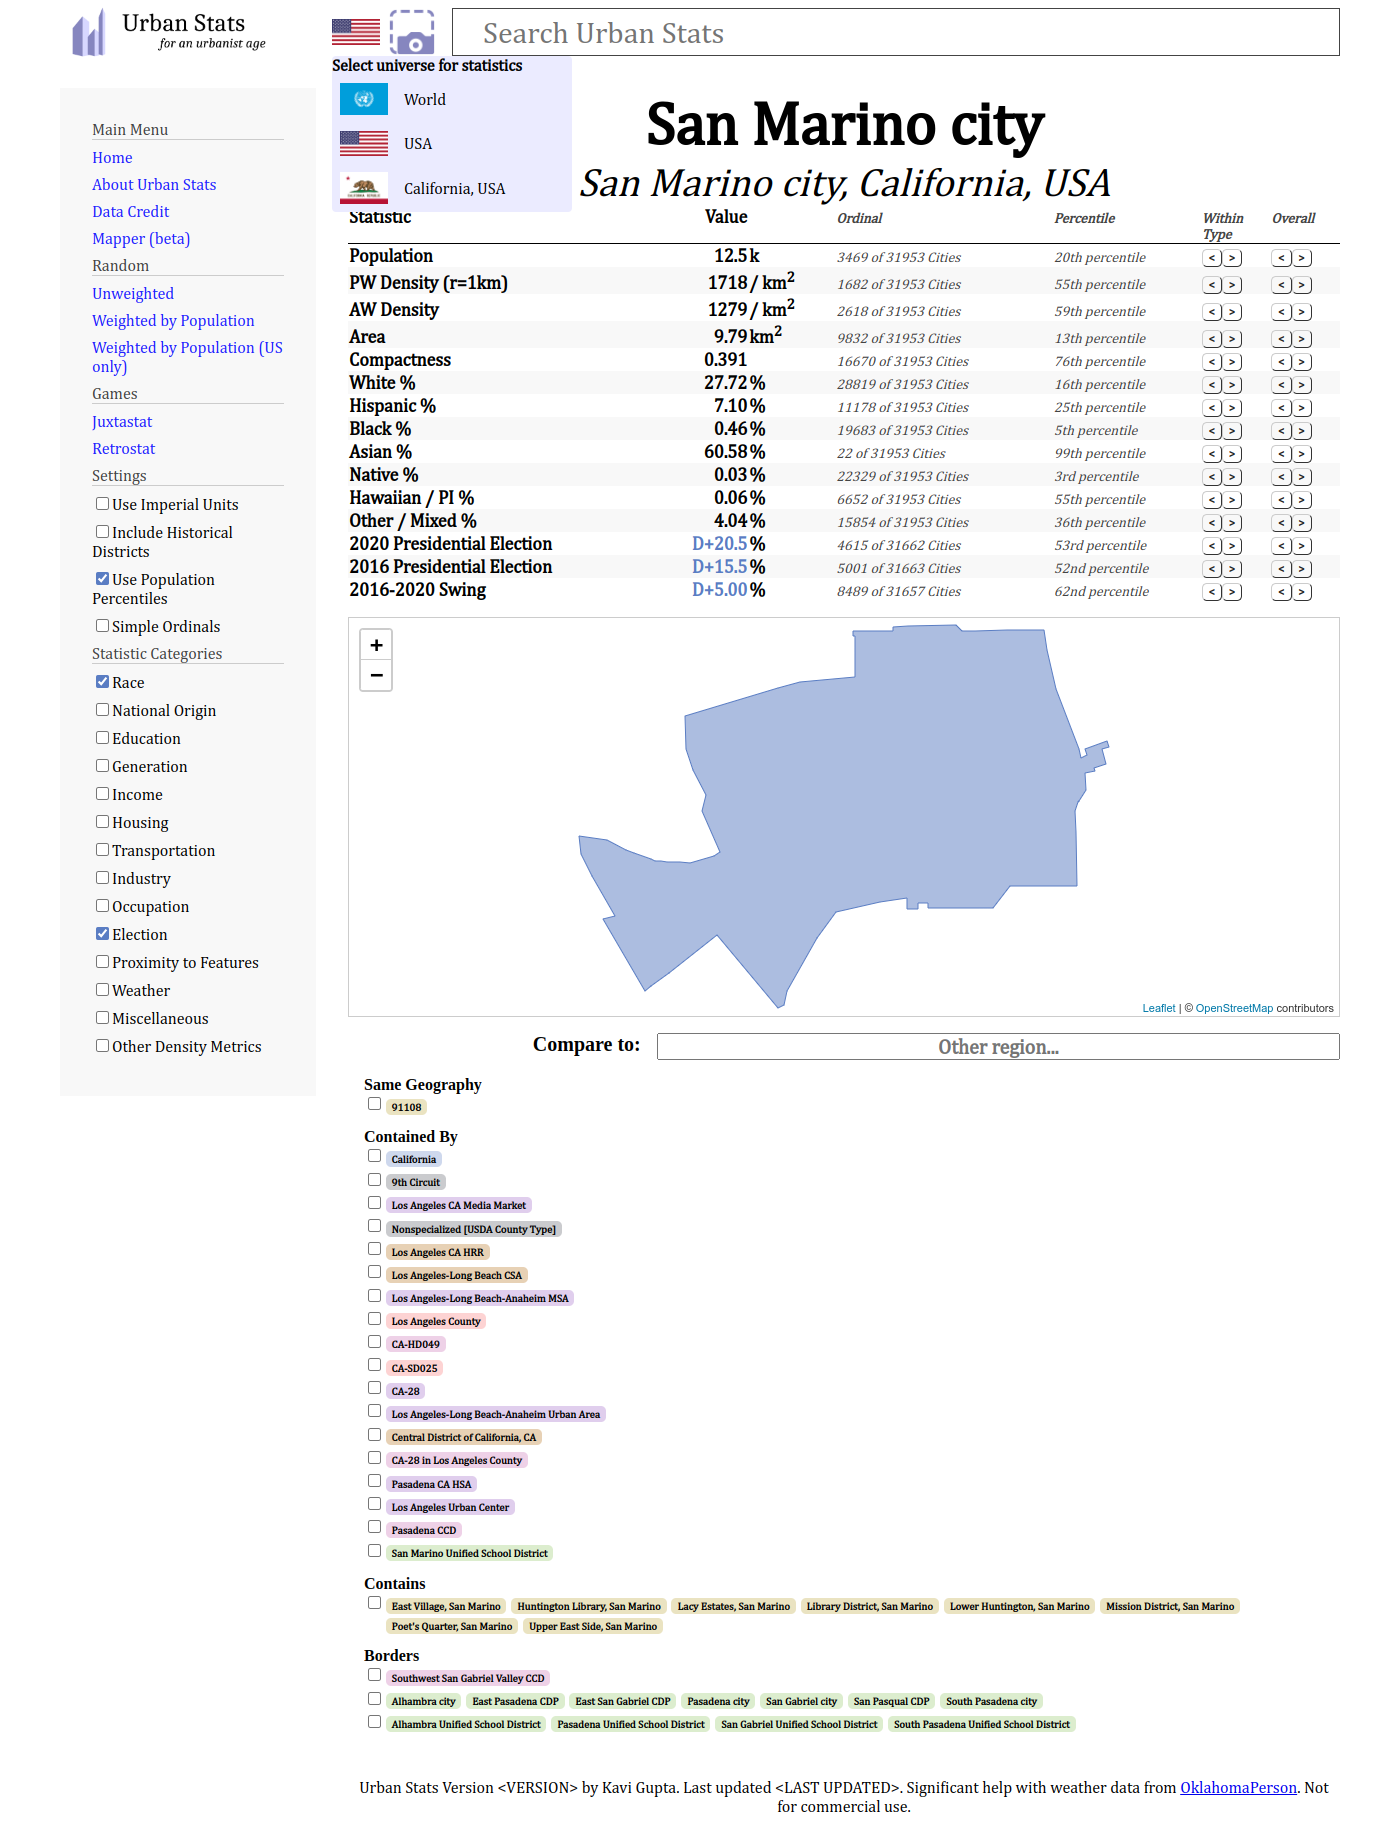 Urban Stats
for an urbanist age
Search Urban Stats
Select universe for statistics
World
USA
California, USA
San Marino city
San Marino city, California, USA
Main Menu
Home
About Urban Stats
Data Credit
Mapper (beta)
Random
Unweighted
Weighted by Population
Weighted by Population (US
only)
Games
Juxtastat
Retrostat
Settings
Use Imperial Units
Include Historical
Districts
Use Population
Percentiles
Simple Ordinals
Statistic Categories
Race
National Origin
Education
Generation
Income
Housing
Transportation
Industry
Occupation
Election
Proximity to Features
Weather
Miscellaneous
Other Density Metrics
Statistic Value Ordinal Percentile Within Type Overall
Population 12.5 k 3469 of 31953 Cities 20th percentile < > < >
PW Density (r=1km) 1718 / km2 1682 of 31953 Cities 55th percentile < > < >
AW Density 1279 / km2 2618 of 31953 Cities 59th percentile < > < >
Area 9.79 km2 9832 of 31953 Cities 13th percentile < > < >
Compactness 0.391 16670 of 31953 Cities 76th percentile < > < >
White % 27.72 % 28819 of 31953 Cities 16th percentile < > < >
Hispanic % 7.10 % 11178 of 31953 Cities 25th percentile < > < >
Black % 0.46 % 19683 of 31953 Cities 5th percentile < > < >
Asian % 60.58 % 22 of 31953 Cities 99th percentile < > < >
Native % 0.03 % 22329 of 31953 Cities 3rd percentile < > < >
Hawaiian / PI % 0.06 % 6652 of 31953 Cities 55th percentile < > < >
Other / Mixed % 4.04 % 15854 of 31953 Cities 36th percentile < > < >
2020 Presidential Election D+20.5 % 4615 of 31662 Cities 53rd percentile < > < >
2016 Presidential Election D+15.5 % 5001 of 31663 Cities 52nd percentile < > < >
2016-2020 Swing D+5.00 % 8489 of 31657 Cities 62nd percentile < > < >
+
−
Leaflet | © OpenStreetMap contributors
Compare to: Other region...
Same Geography
91108
Contained By
California
9th Circuit
Los Angeles CA Media Market
Nonspecialized [USDA County Type]
Los Angeles CA HRR
Los Angeles-Long Beach CSA
Los Angeles-Long Beach-Anaheim MSA
Los Angeles County
CA-HD049
CA-SD025
CA-28
Los Angeles-Long Beach-Anaheim Urban Area
Central District of California, CA
CA-28 in Los Angeles County
Pasadena CA HSA
Los Angeles Urban Center
Pasadena CCD
San Marino Unified School District
Contains
East Village, San Marino Huntington Library, San Marino Lacy Estates, San Marino Library District, San Marino Lower Huntington, San Marino Mission District, San Marino
Poet's Quarter, San Marino Upper East Side, San Marino
Borders
Southwest San Gabriel Valley CCD
Alhambra city East Pasadena CDP East San Gabriel CDP Pasadena city San Gabriel city San Pasqual CDP South Pasadena city
Alhambra Unified School District Pasadena Unified School District San Gabriel Unified School District South Pasadena Unified School District
Urban Stats Version <VERSION> by Kavi Gupta. Last updated <LAST UPDATED>. Significant help with weather data from OklahomaPerson. Not
for commercial use.